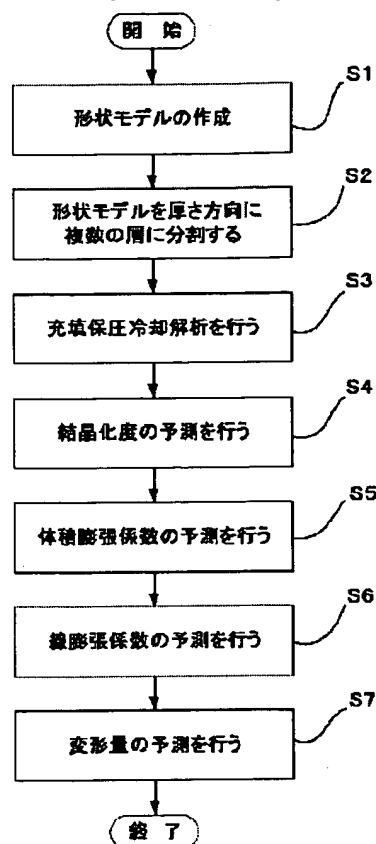 開 始
S1
形状モデルの作成
S2
形状モデルを厚さ方向に
複数の層に分割する
S3
充填保圧冷却解析を行う
S4
結晶化度の予測を行う
S5
体積膨張係数の予測を行う
S6
線膨張係数の予測を行う
S7
変形量の予測を行う
終 了